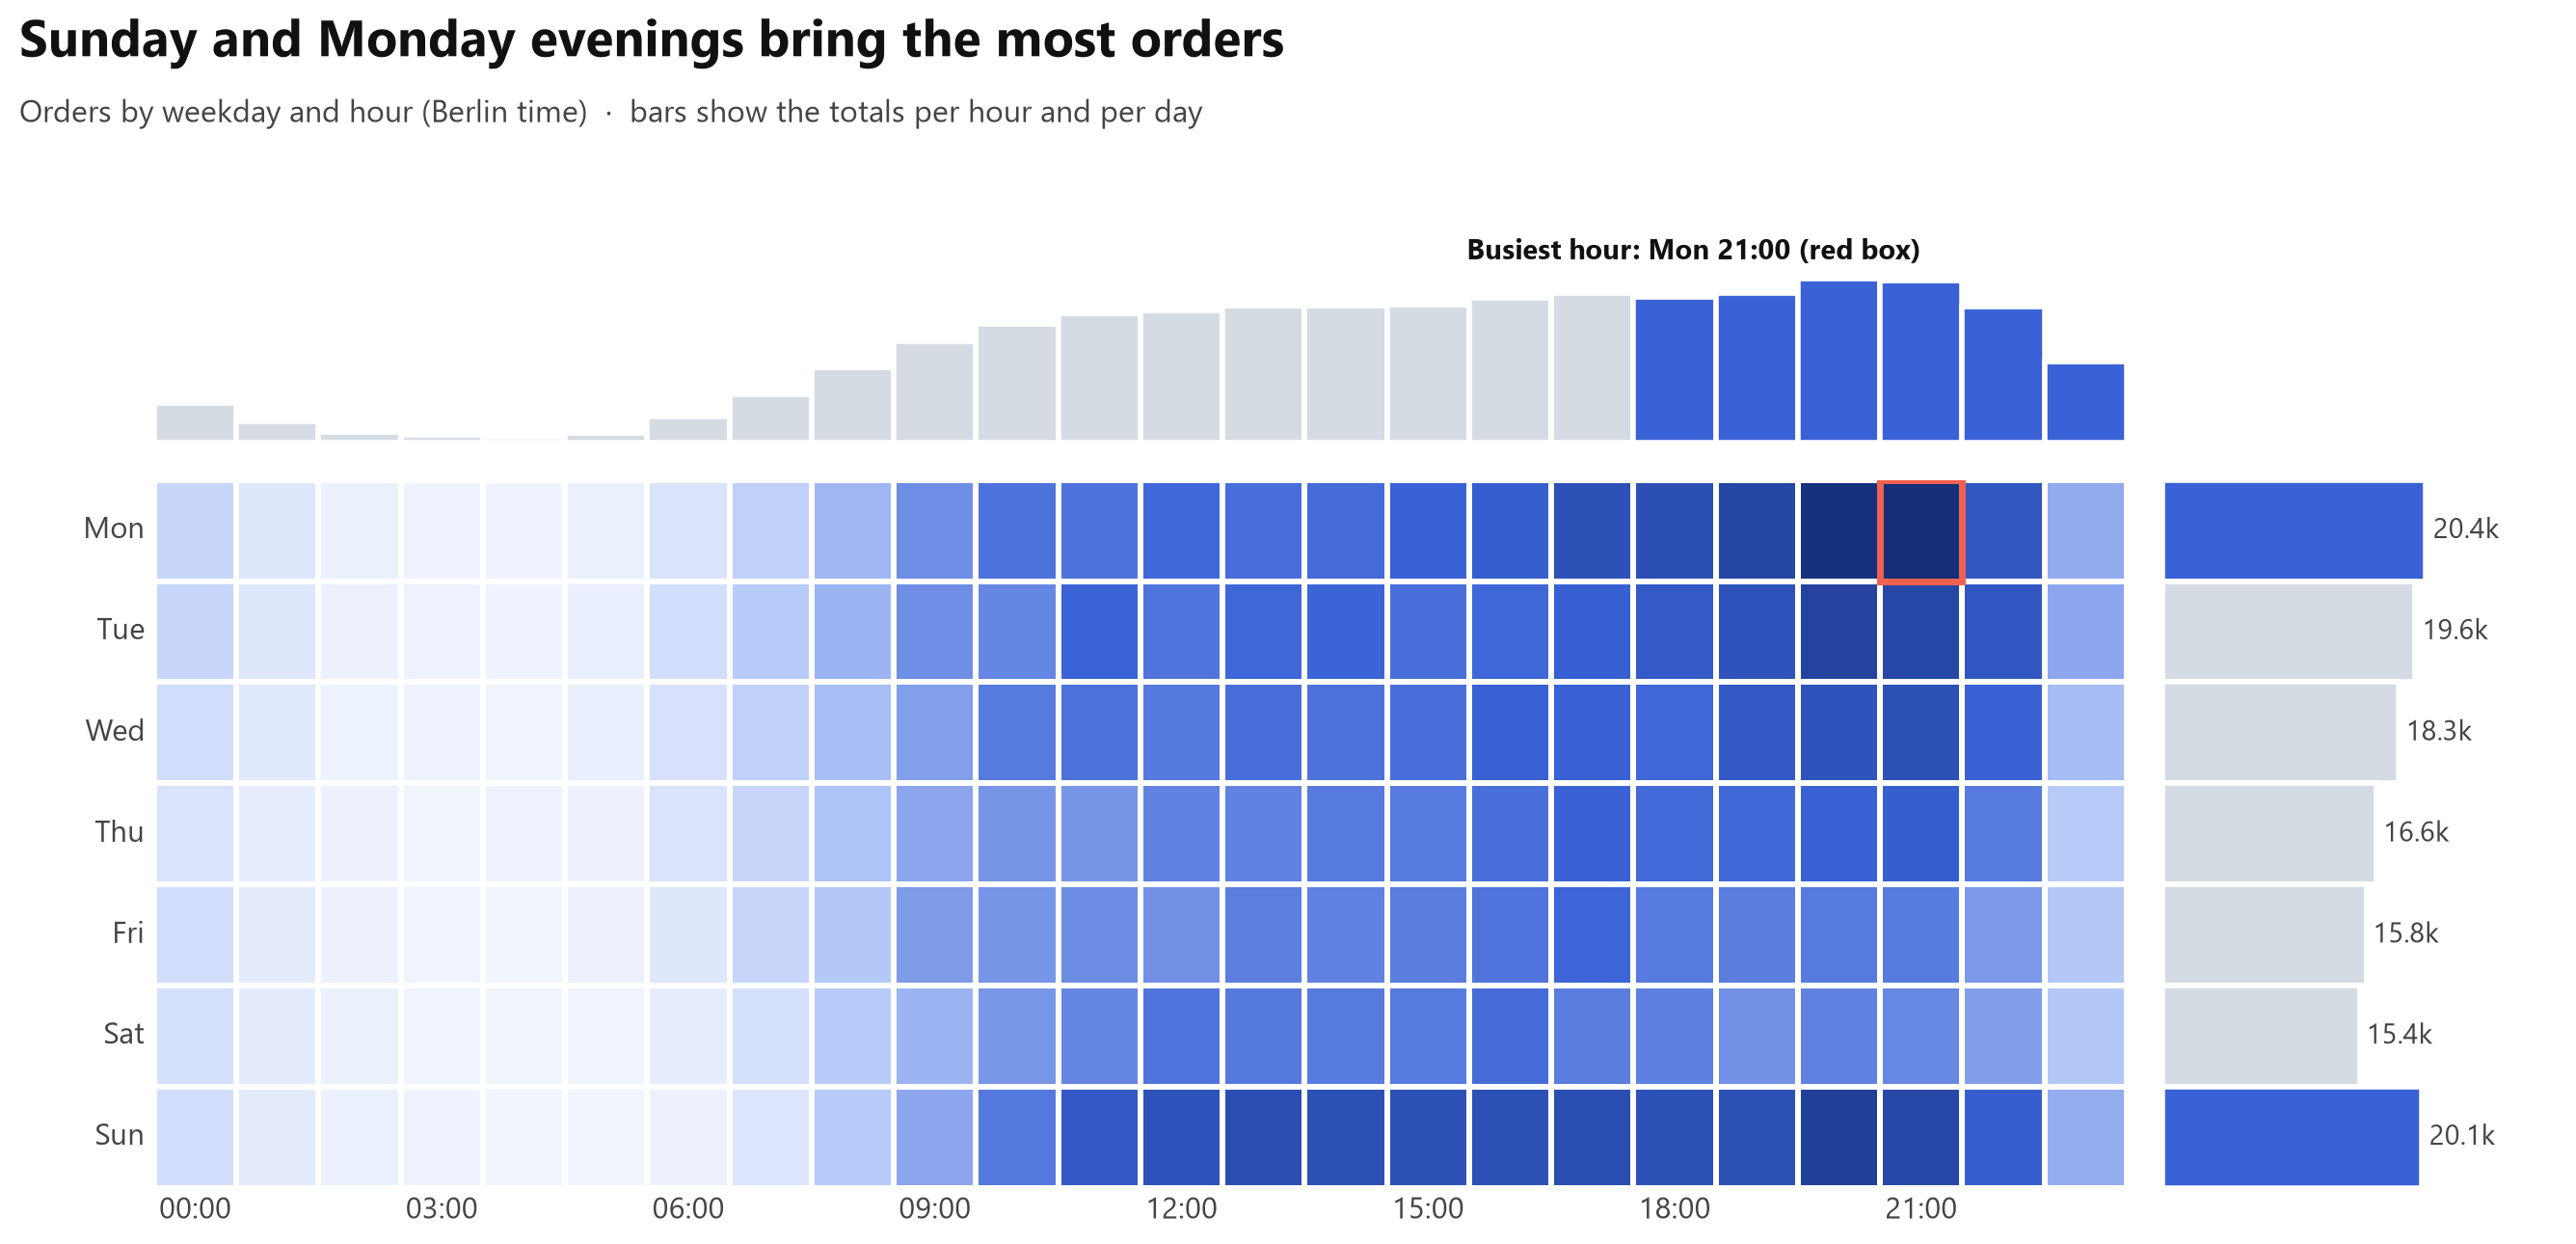 Sunday and Monday evenings bring the most orders
Orders by weekday and hour (Berlin time)  ·  bars show the totals per hour and per day
Busiest hour: Mon 21:00 (red box)
Mon 20.4k
Tue 19.6k
Wed 18.3k
Thu 16.6k
Fri 15.8k
Sat 15.4k
Sun 20.1k
00:00 03:00 06:00 09:00 12:00 15:00 18:00 21:00